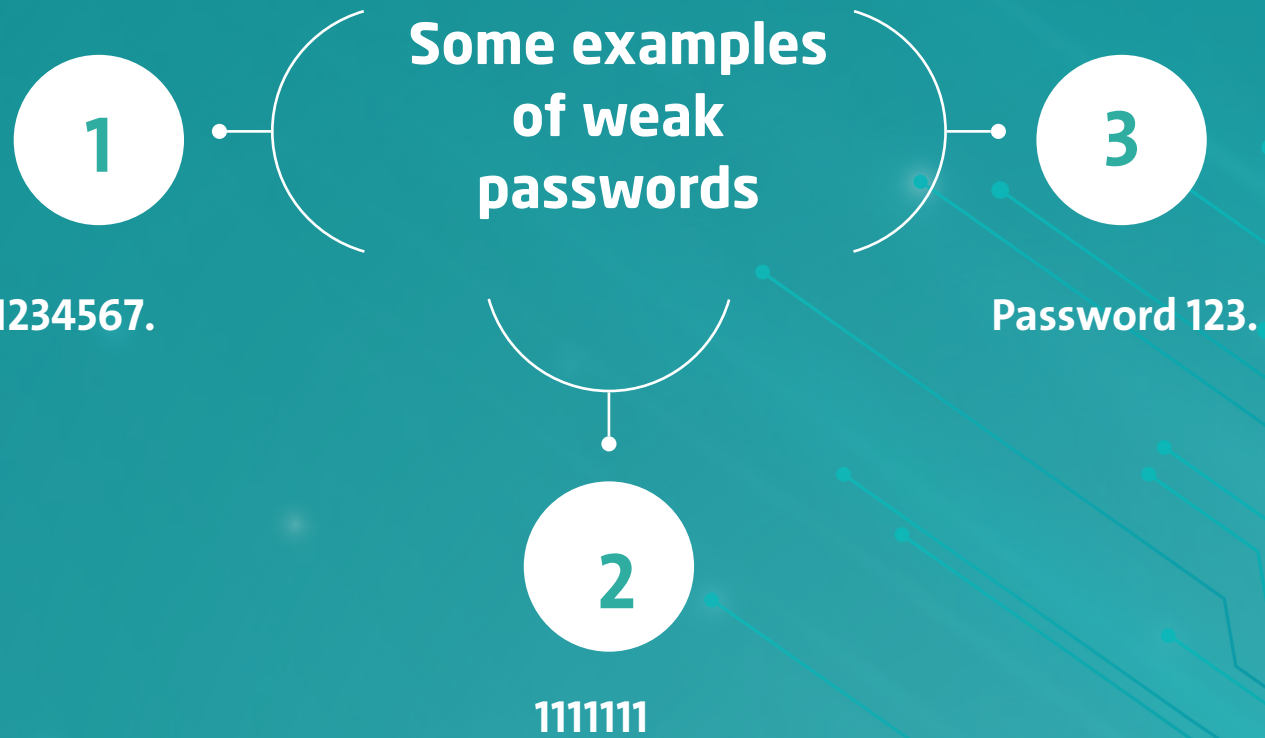 Some examples
of weak
passwords
1
1234567.
2
1111111
3
Password 123.